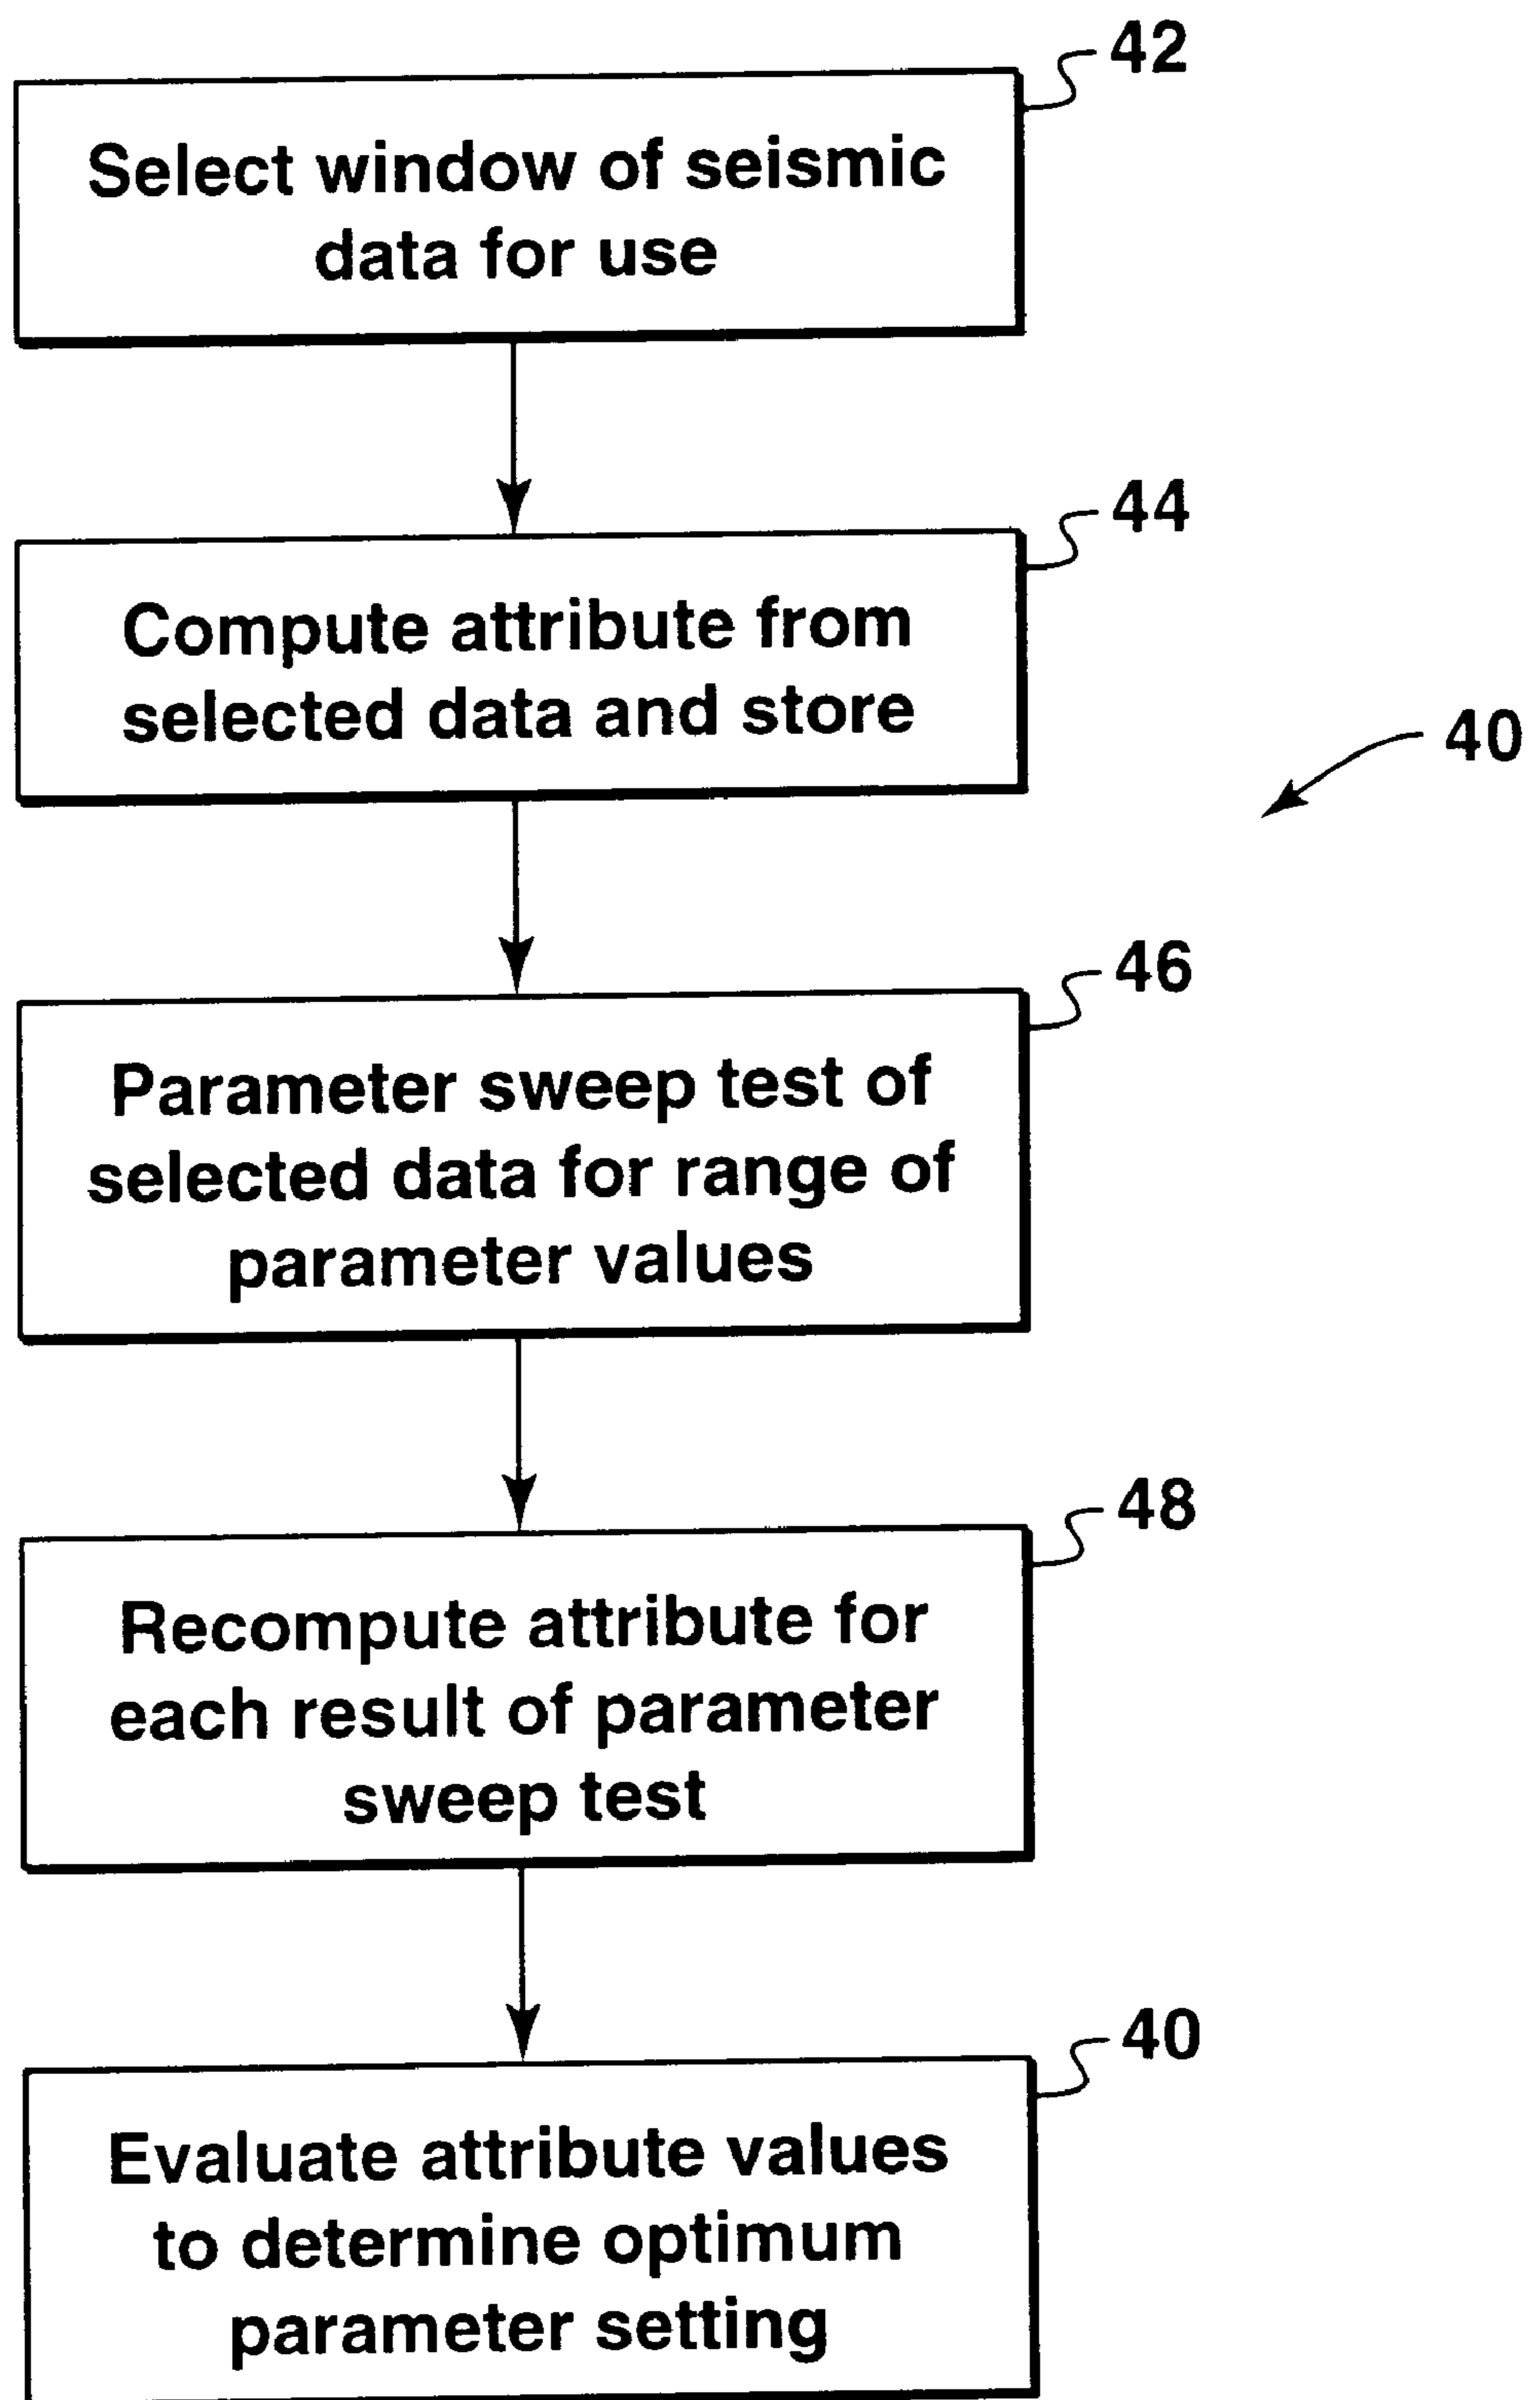 42
Select window of seismic
data for use
44
Compute attribute from
selected data and store
40
46
Parameter sweep test of
selected data for range of
parameter values
48
Recompute attribute for
each result of parameter
sweep test
40
Evaluate attribute values
to determine optimum
parameter setting